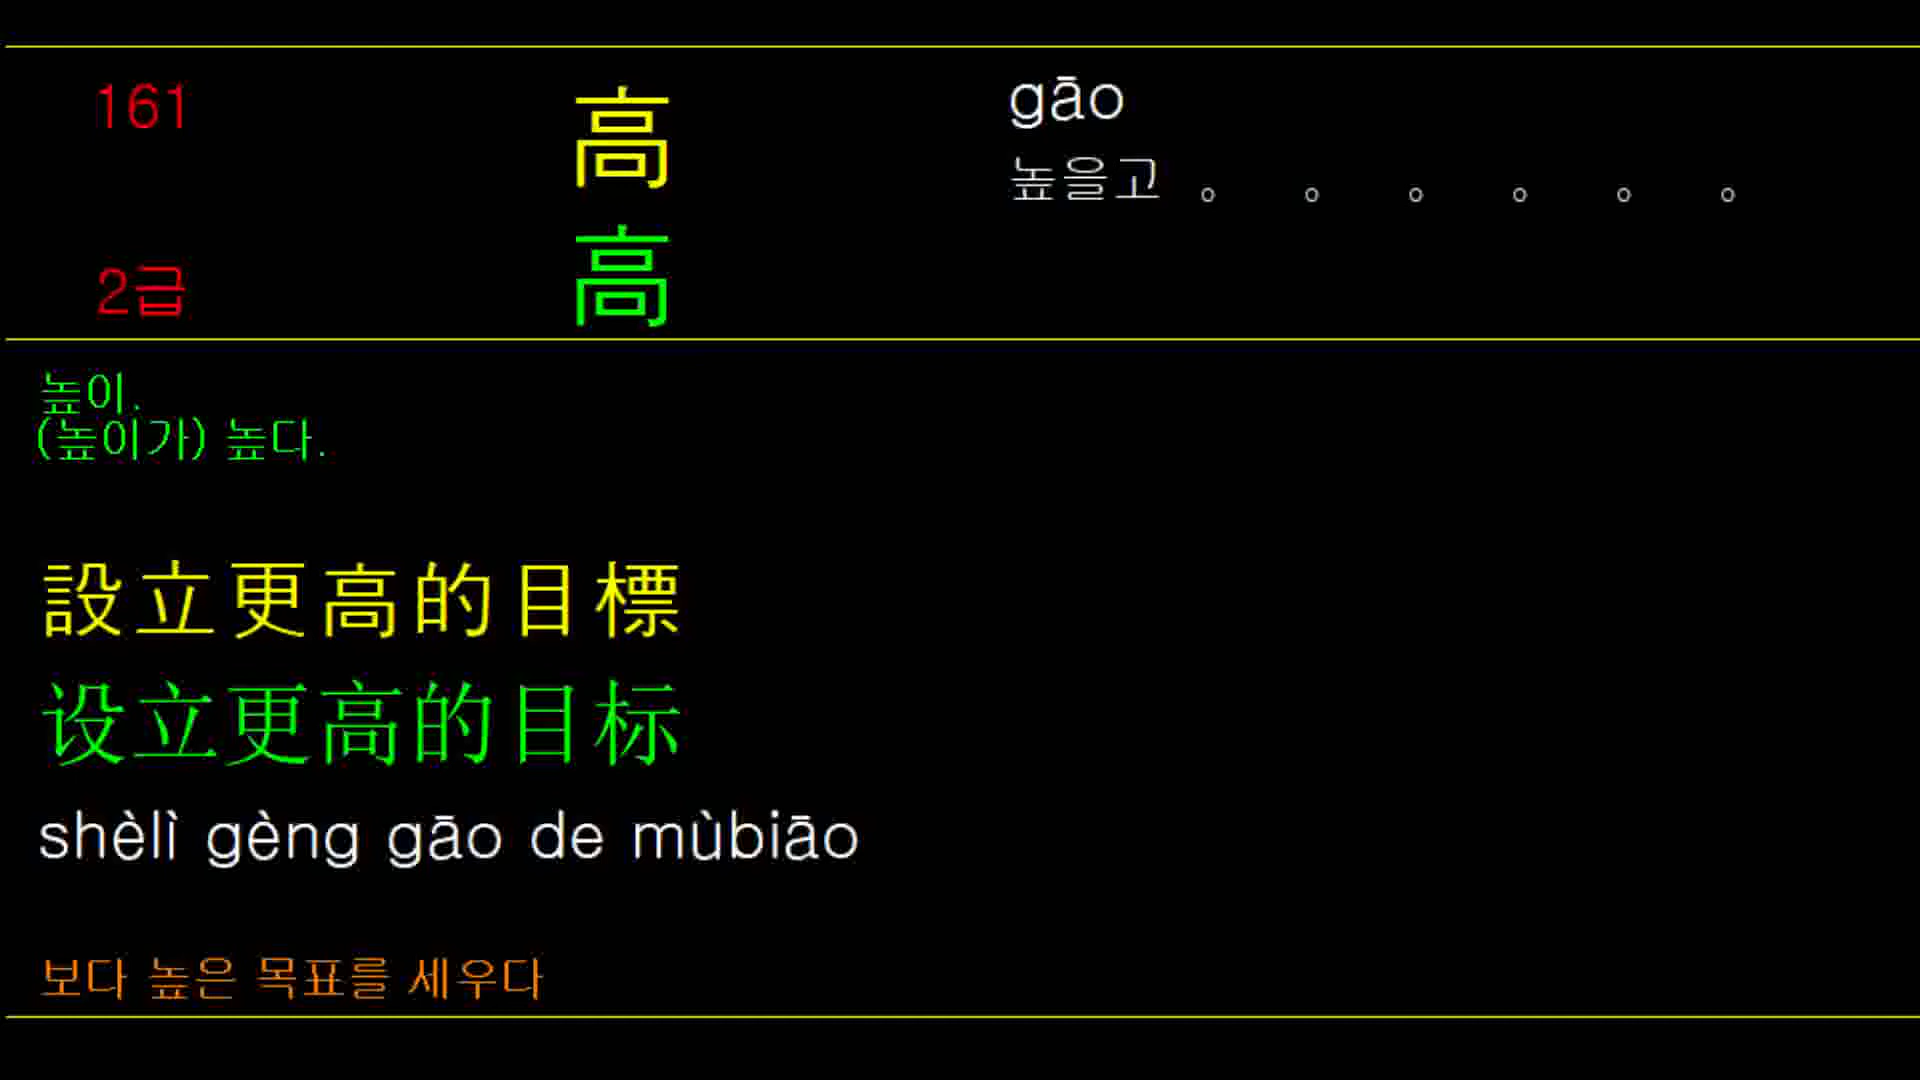 161
高
gāo
높을고 。 。 。 。 。 。
2급
高
높이.
(높이가) 높다.
設立更高的目標
设立更高的目标
shèlì gèng gāo de mùbiāo
보다 높은 목표를 세우다